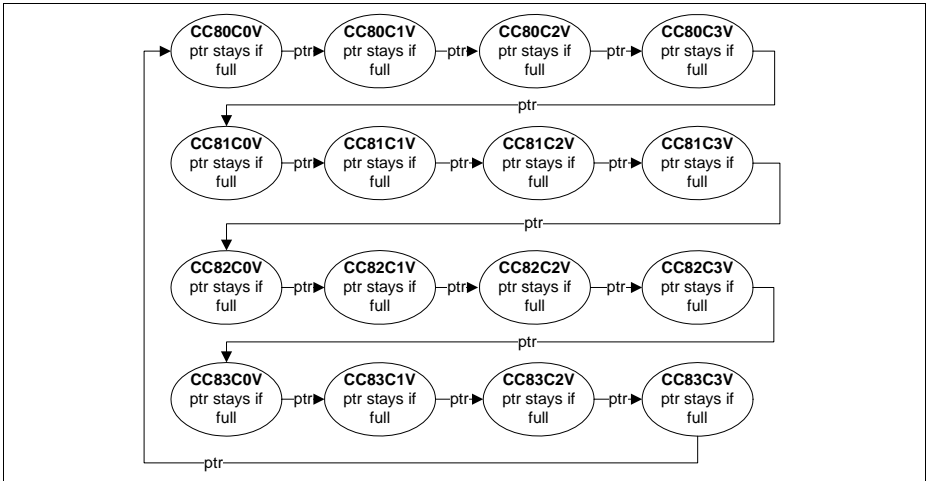 CC80C0V
ptr stays if
full
ptr
CC80C1V
ptr stays if
full
ptr
CC80C2V
ptr stays if
full
ptr
CC80C3V
ptr stays if
full
ptr
CC81C0V
ptr stays if
full
ptr
CC81C1V
ptr stays if
full
ptr
CC81C2V
ptr stays if
full
ptr
CC81C3V
ptr stays if
full
ptr
CC82C0V
ptr stays if
full
ptr
CC82C1V
ptr stays if
full
ptr
CC82C2V
ptr stays if
full
ptr
CC82C3V
ptr stays if
full
ptr
CC83C0V
ptr stays if
full
ptr
CC83C1V
ptr stays if
full
ptr
CC83C2V
ptr stays if
full
ptr
CC83C3V
ptr stays if
full
ptr